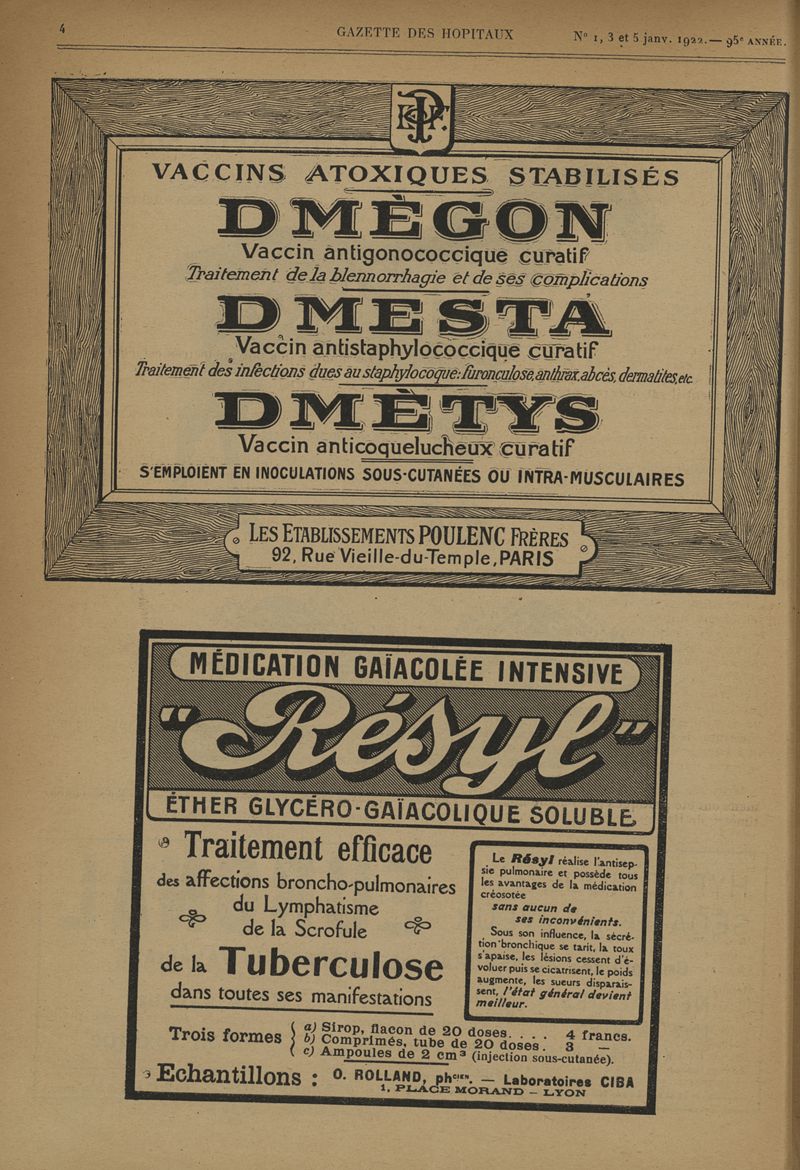 4
GAZETTE DES HOPITAUX
N° 1, 3 et 5 janv. 1922. — 95e ANNÉE.
VACCINS ATOXIQUES STABILISÉS
DMÈGON
Vaccin antigonococcique curatif
Traitement de la blennorrhagie et de ses complications
DMESTA
Vaccin antistaphylococcique curatif
Traitement des infections dues au staphylocoque: furonculose, anthrax, abcès, dermatites, etc.
DMÈTYS
Vaccin anticoquelucheux curatif
S'EMPLOIENT EN INOCULATIONS SOUS-CUTANÉES OU INTRA-MUSCULAIRES
LES ETABLISSEMENTS POULENC FRÈRES
92, Rue Vieille-du-Temple, PARIS
MÉDICATION GAÏACOLÉE INTENSIVE
"Résyl"
ÉTHER GLYCÉRO-GAÏACOLIQUE SOLUBLE
Traitement efficace
des affections broncho-pulmonaires
du Lymphatisme
de la Scrofule
de la Tuberculose
dans toutes ses manifestations
Le Résyl réalise l'antisep-
sie pulmonaire et possède tous
les avantages de la médication
créosotée
sans aucun de
ses inconvénients.
Sous son influence, la sécré-
tion bronchique se tarit, la toux
s'apaise, les lésions cessent d'é-
voluer puis se cicatrisent, le poids
augmente, les sueurs disparais-
sent, l'état général devient
meilleur.
Trois formes
a) Sirop, flacon de 20 doses. . . . 4 francs.
b) Comprimés, tube de 20 doses. 3 —
c) Ampoules de 2 cm³ (injection sous-cutanée).
Echantillons : O. ROLLAND, phcien. — Laboratoires CIBA
1, PLACE MORAND — LYON